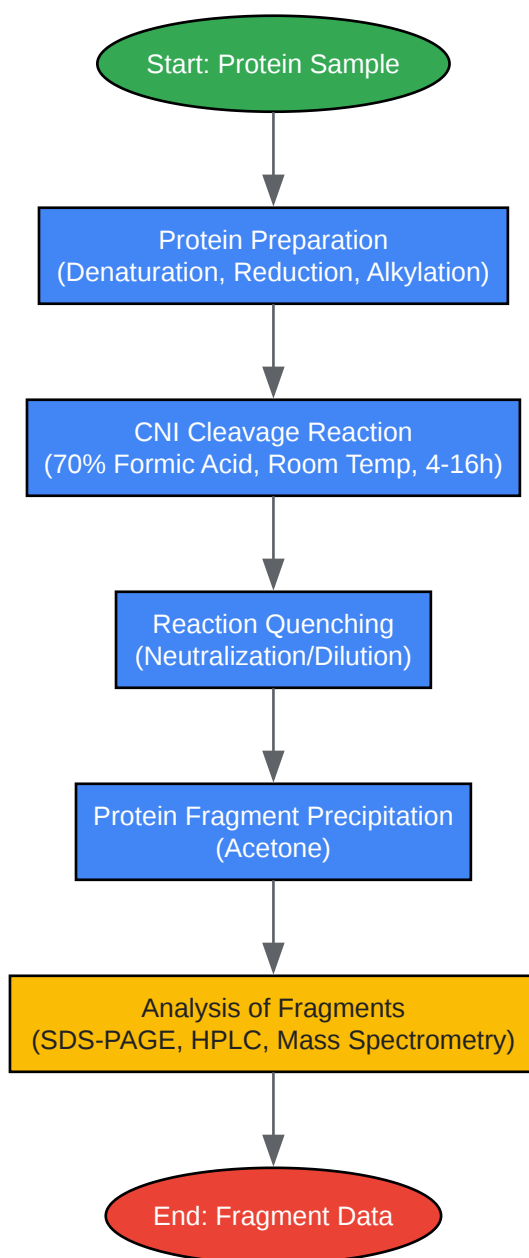 Start: Protein Sample
Protein Preparation
(Denaturation, Reduction, Alkylation)
CNI Cleavage Reaction
(70% Formic Acid, Room Temp, 4-16h)
Reaction Quenching
(Neutralization/Dilution)
Protein Fragment Precipitation
(Acetone)
Analysis of Fragments
(SDS-PAGE, HPLC, Mass Spectrometry)
End: Fragment Data